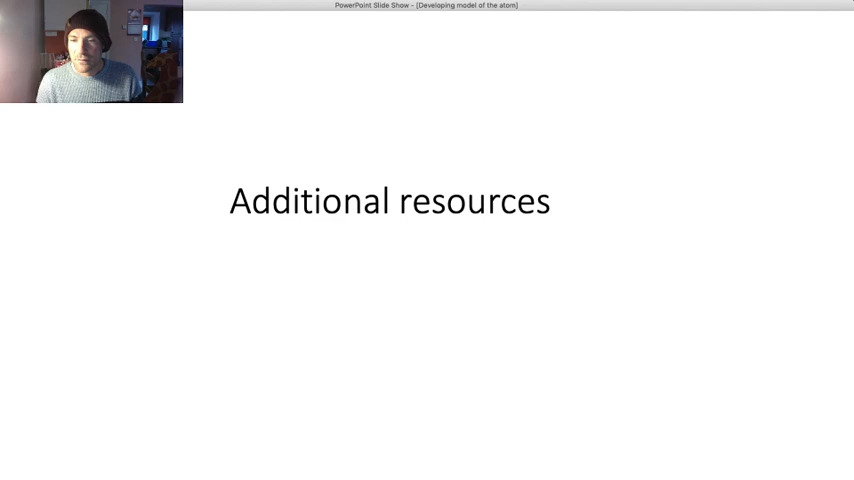 PowerPoint Slide Show - [Developing model of the atom]
Additional resources